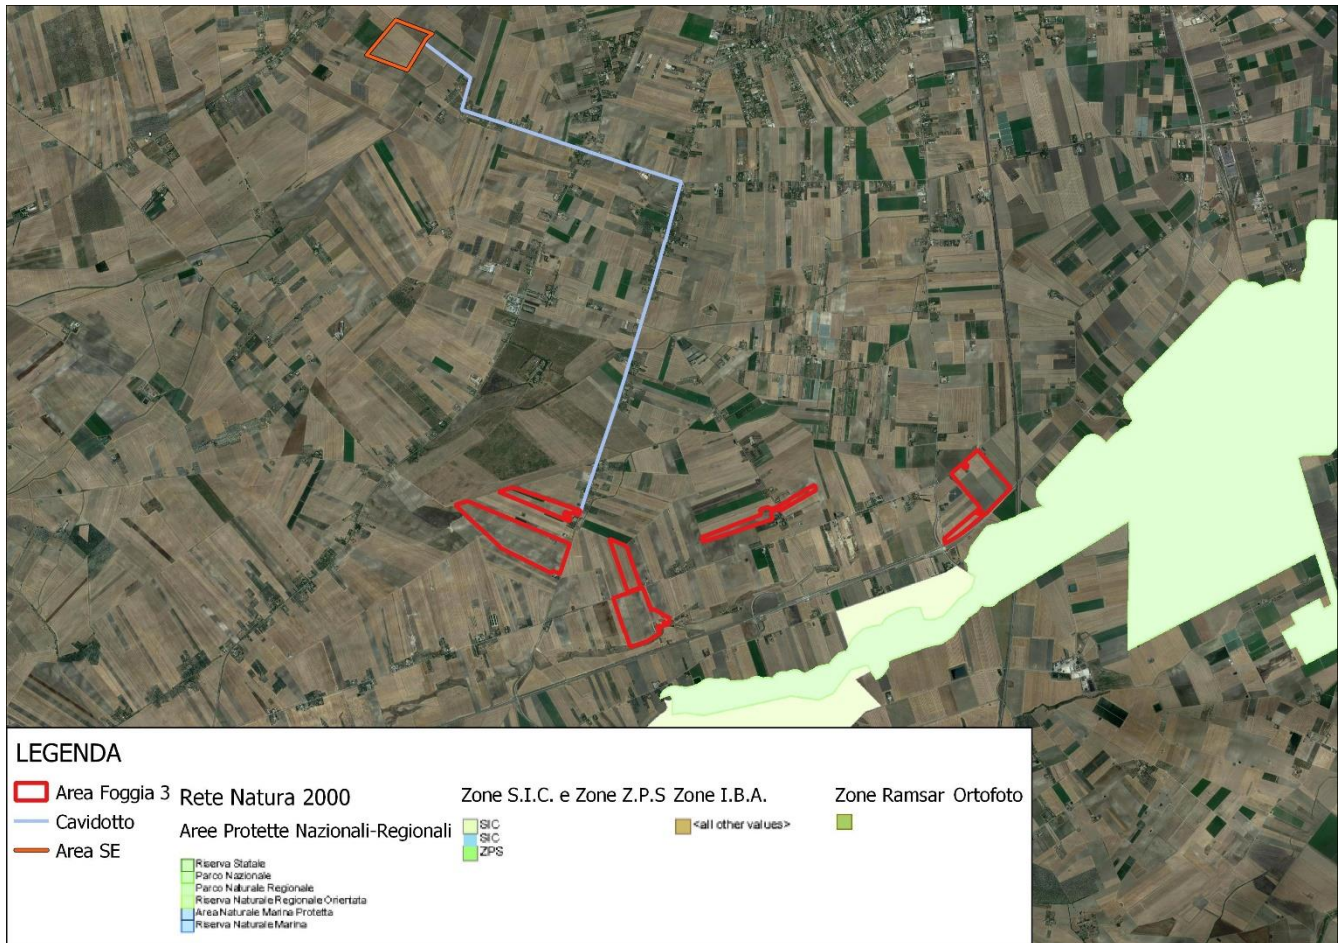 LEGENDA
Area Foggia 3
Cavidotto
Area SE
Rete Natura 2000
Aree Protette Nazionali-Regionali
Riserva Statale
Parco Nazionale
Parco Naturale Regionale
Riserva Naturale Regionale Orientata
Area Naturale Marina Protetta
Riserva Naturale Marina
Zone S.I.C. e Zone Z.P.S
SIC
SIC
ZPS
Zone I.B.A.
<all other values>
Zone Ramsar Ortofoto